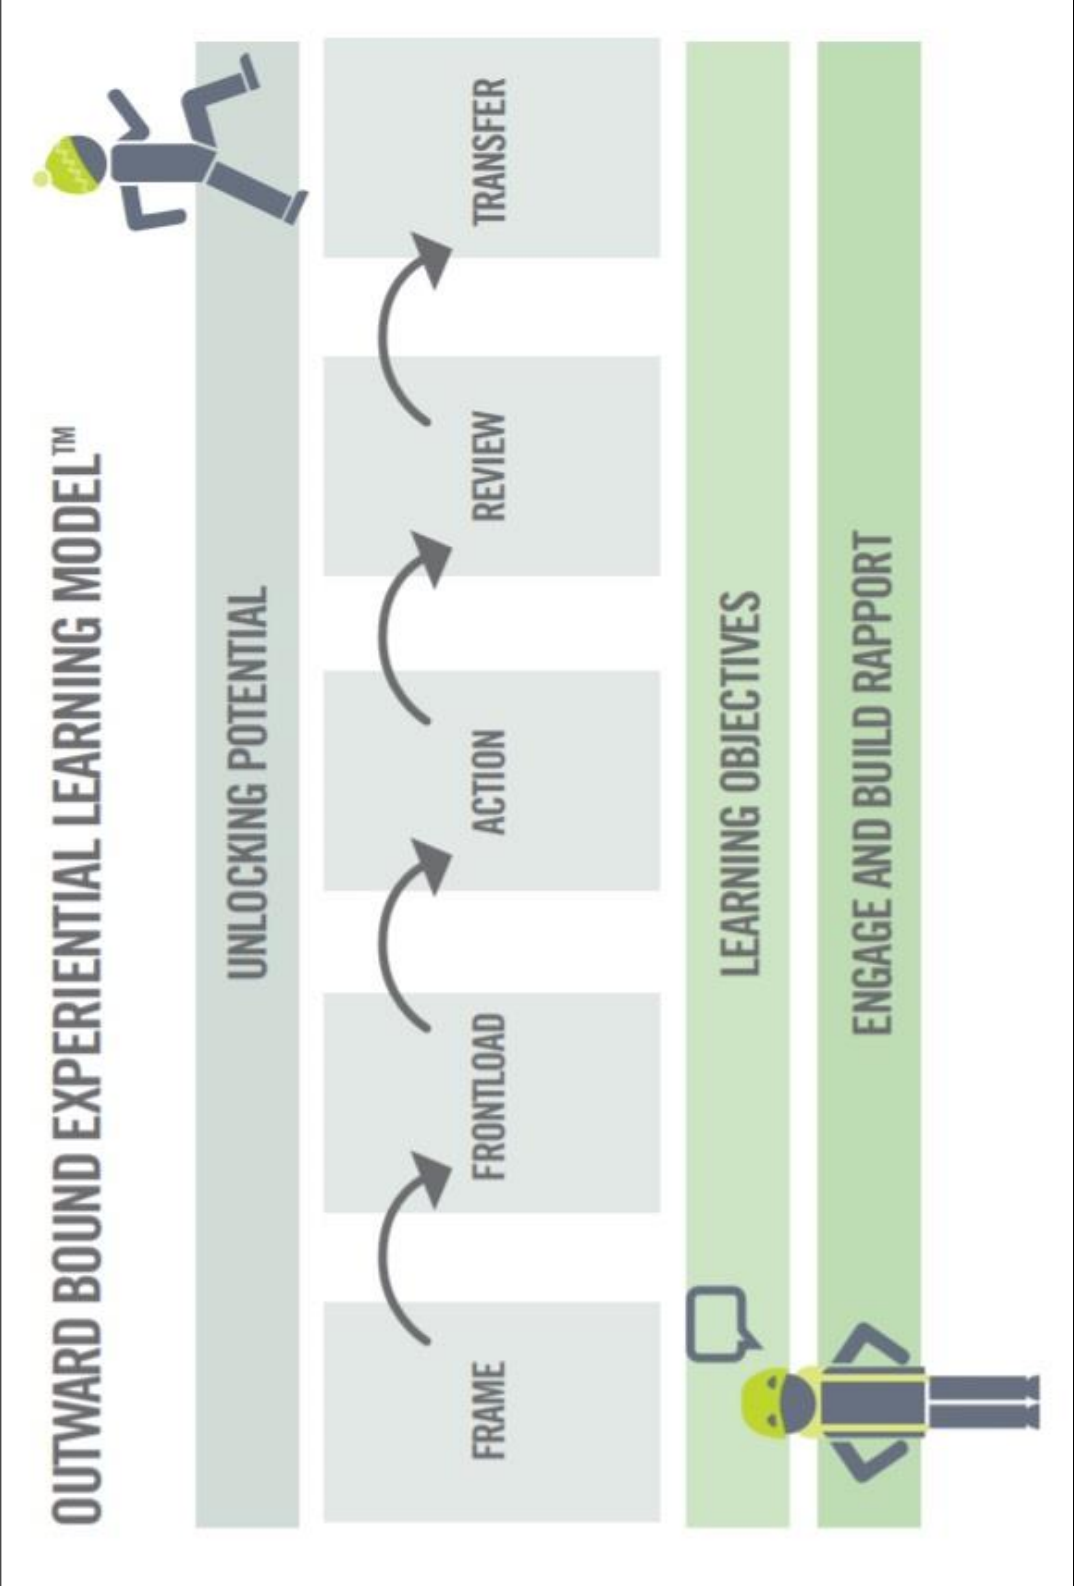 OUTWARD BOUND EXPERIENTIAL LEARNING MODEL™
UNLOCKING POTENTIAL
FRAME
FRONTLOAD
ACTION
REVIEW
TRANSFER
LEARNING OBJECTIVES
ENGAGE AND BUILD RAPPORT